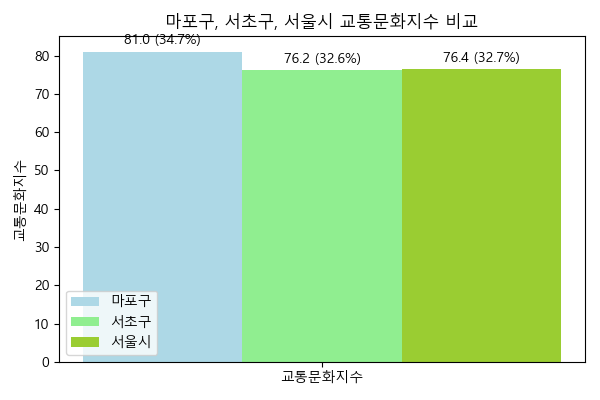 마포구, 서초구, 서울시 교통문화지수 비교
81.0 (34.7%)
76.2 (32.6%)
76.4 (32.7%)
교통문화지수
80
70
60
50
40
30
20
10
0
마포구
서초구
서울시
교통문화지수